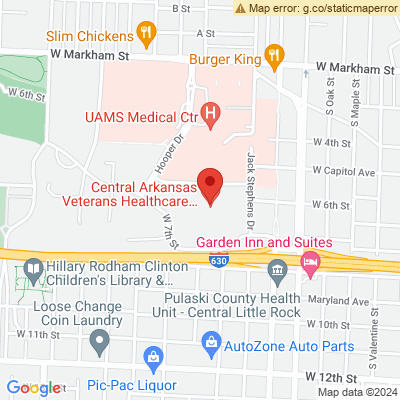 Map error: g.co/staticmaperror
A St
Slim Chickens
Burger King
W Markham St
W Markham St
W 6th St
S Oak St
S Maple St
UAMS Medical Ctr
H
W 4th St
Hooper Dr
Jack Stephens Dr
W Capitol Ave
Central Arkansas
Veterans Healthcare...
W 6th St
W 7th St
Garden Inn and Suites
630
Hillary Rodham Clinton
Children's Library &...
Pulaski County Health
Unit - Central Little Rock
Maryland Ave
Loose Change
Coin Laundry
W 10th St
S Valentine St
W 11th St
AutoZone Auto Parts
Pic-Pac Liquor
W 12th St
W 12th St
Google
Map data ©2024